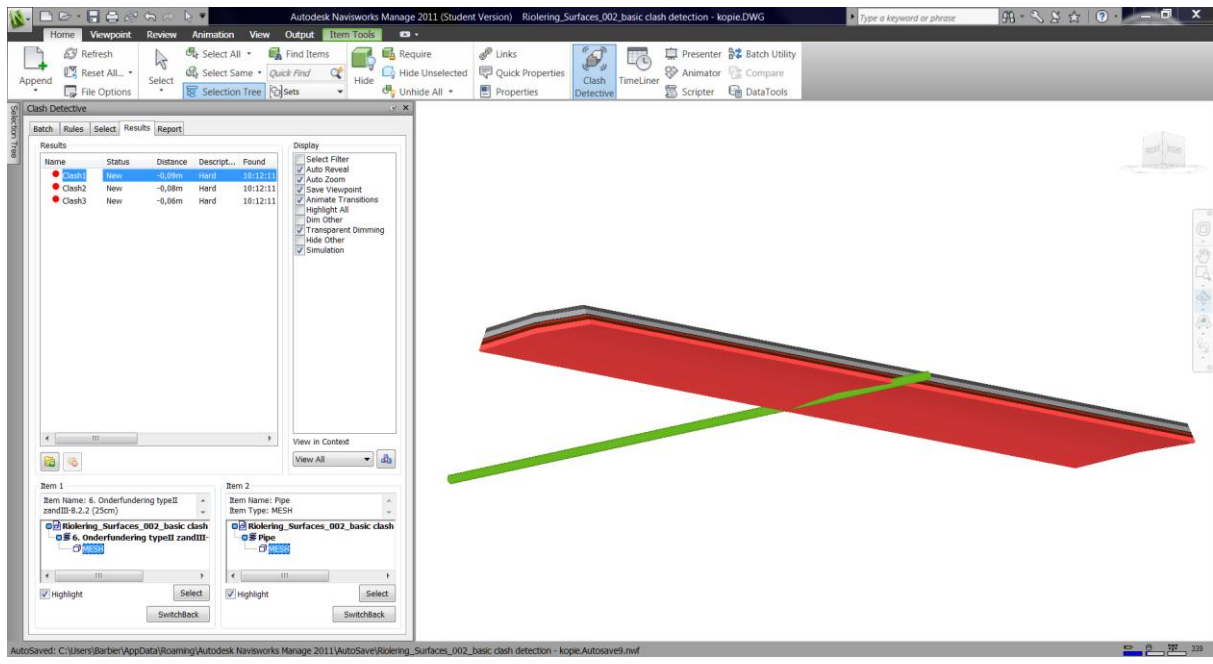 Autodesk Navisworks Manage 2011 (Student Version) Riolering_Surfaces_002_basic clash detection - kopie.DWG
Type a keyword or phrase
Home Viewpoint Review Animation View Output Item Tools
Append
Refresh
Reset All...
File Options
Select
Select All
Select Same
Selection Tree
Find Items
Quick Find
Sets
Hide
Require
Hide Unselected
Unhide All
Links
Quick Properties
Properties
Clash Detective
TimeLiner
Presenter
Animator
Scripter
Batch Utility
Compare
DataTools
Selection Tree
Clash Detective
Batch Rules Select Results Report
Results
Name Status Distance Descript... Found
Clash1 New -0,09m Hard 10:12:11
Clash2 New -0,08m Hard 10:12:11
Clash3 New -0,06m Hard 10:12:11
Display
Select Filter
Auto Reveal
Auto Zoom
Save Viewpoint
Animate Transitions
Highlight All
Dim Other
Transparent Dimming
Hide Other
Simulation
View in Context
View All
Item 1
Item Name: 6. Onderfundering typeII
zandIII-8.2.2 (25cm)
Riolering_Surfaces_002_basic clash
6. Onderfundering typeII zandIII-
MESH
Highlight
Select
SwitchBack
Item 2
Item Name: Pipe
Item Type: MESH
Riolering_Surfaces_002_basic clash
Pipe
MESH
Highlight
Select
SwitchBack
AutoSaved: C:\Users\Barbier\AppData\Roaming\Autodesk Navisworks Manage 2011\AutoSave\Riolering_Surfaces_002_basic clash detection - kopie.Autosave9.nwf
339